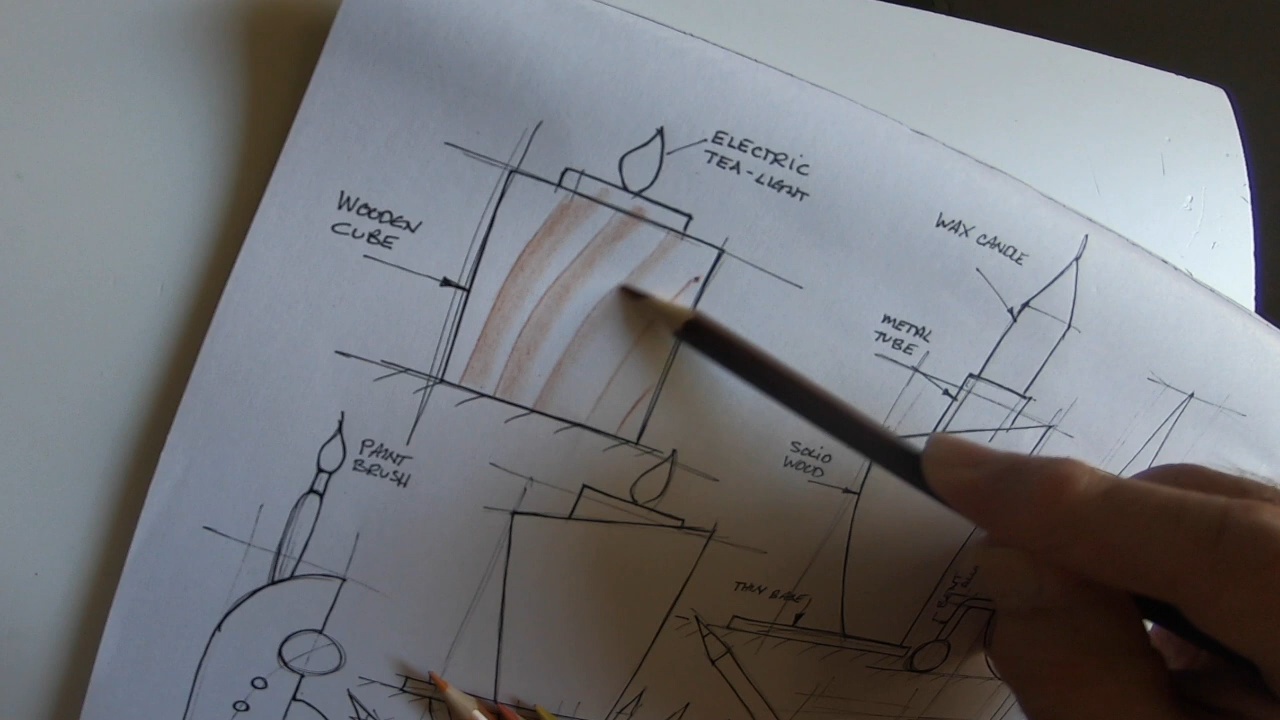 ELECTRIC
TEA-LIGHT
WOODEN
CUBE
WAX CANDLE
METAL
TUBE
PAINT
BRUSH
SOLID
WOOD
THIN BASE